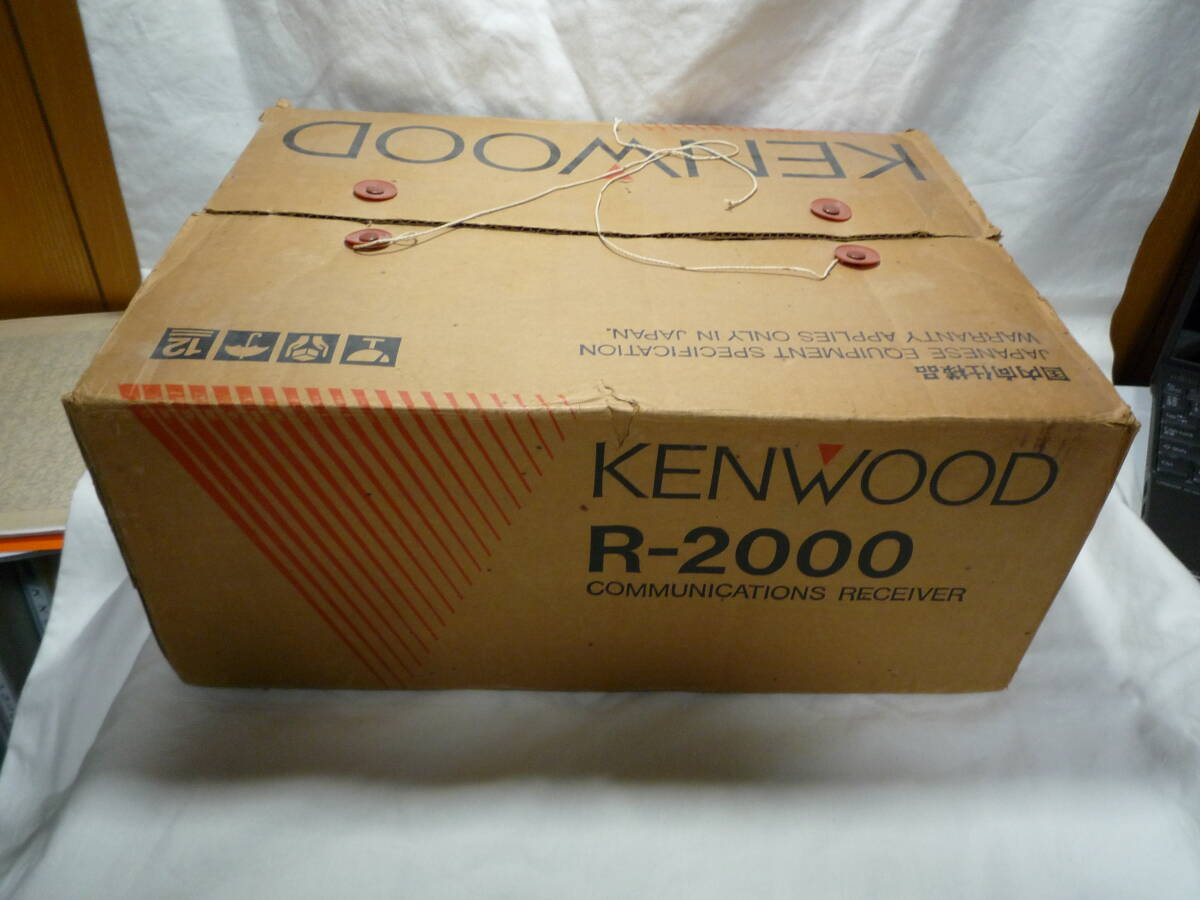 KENWOOD
国内向仕様品
JAPANESE EQUIPMENT SPECIFICATION
WARRANTY APPLIES ONLY IN JAPAN.
12
KENWOOD
R-2000
COMMUNICATIONS RECEIVER